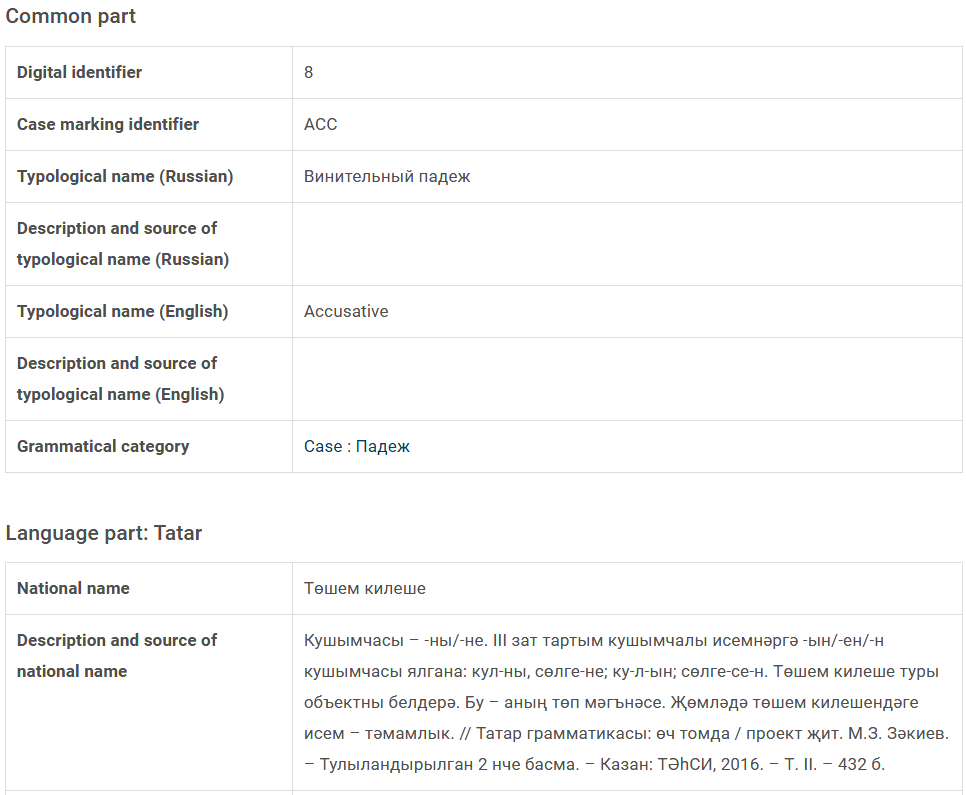 Common part
Digital identifier 8
Case marking identifier ACC
Typological name (Russian) Винительный падеж
Description and source of
typological name (Russian)
Typological name (English) Accusative
Description and source of
typological name (English)
Grammatical category Case : Падеж
Language part: Tatar
National name Төшем килеше
Description and source of
national name
Кушымчасы – -ны/-не. III зат тартым кушымчалы исемнәргә -ын/-ен/-н
кушымчасы ялгана: кул-ны, сөлге-не; ку-л-ын; сөлге-се-н. Төшем килеше туры
объектны белдерә. Бу – аның төп мәгънәсе. Җөмләдә төшем килешендәге
исем – тәмамлык. // Татар грамматикасы: өч томда / проект җит. М.З. Зәкиев.
– Тулыландырылган 2 нче басма. – Казан: ТӘһСИ, 2016. – Т. II. – 432 б.